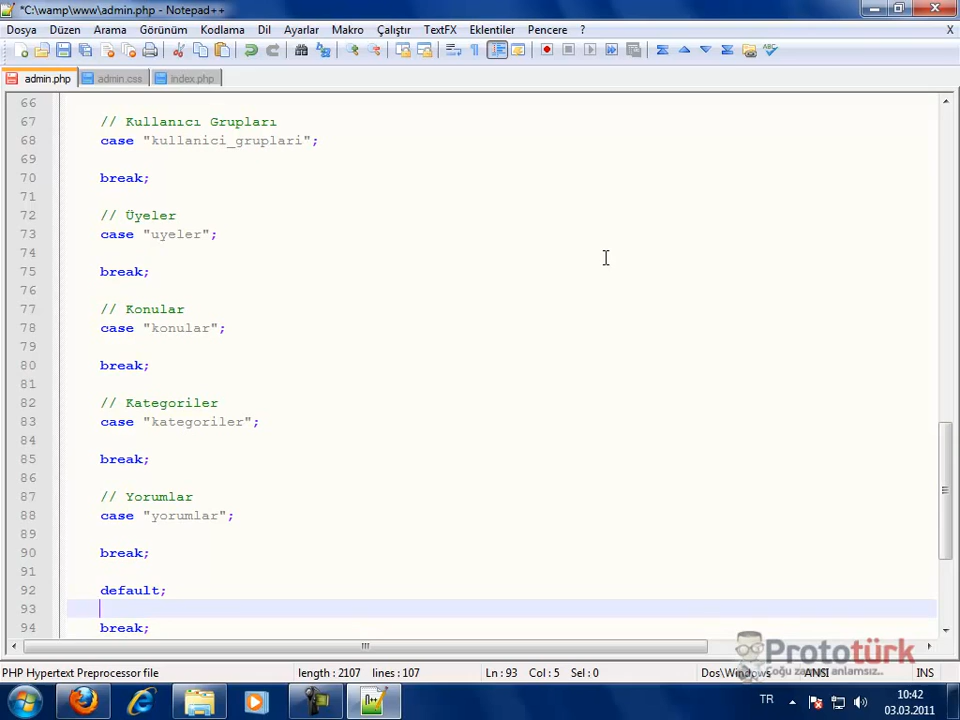 *C:\wamp\www\admin.php - Notepad++
Dosya Düzen Arama Görünüm Kodlama Dil Ayarlar Makro Çalıştır TextFX Eklentiler Pencere ? X
admin.php admin.css index.php
66
67 // Kullanıcı Grupları
68 case "kullanici_gruplari";
69
70 break;
71
72 // Üyeler
73 case "uyeler";
74
75 break;
76
77 // Konular
78 case "konular";
79
80 break;
81
82 // Kategoriler
83 case "kategoriler";
84
85 break;
86
87 // Yorumlar
88 case "yorumlar";
89
90 break;
91
92 default;
93
94 break;
Prototürk
Çoğu zaman anlamsız..
PHP Hypertext Preprocessor file length : 2107 lines : 107 Ln : 93 Col : 5 Sel : 0 Dos\Windows ANSI INS
TR 10:42
03.03.2011